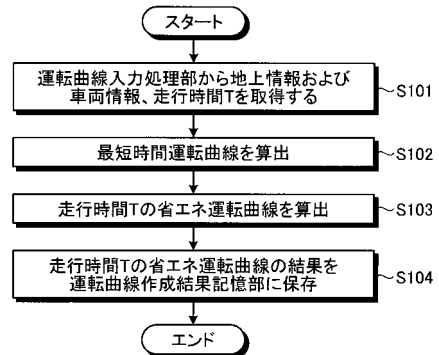 スタート
運転曲線入力処理部から地上情報および
車両情報、走行時間Tを取得する
S101
最短時間運転曲線を算出
S102
走行時間Tの省エネ運転曲線を算出
S103
走行時間Tの省エネ運転曲線の結果を
運転曲線作成結果記憶部に保存
S104
エンド